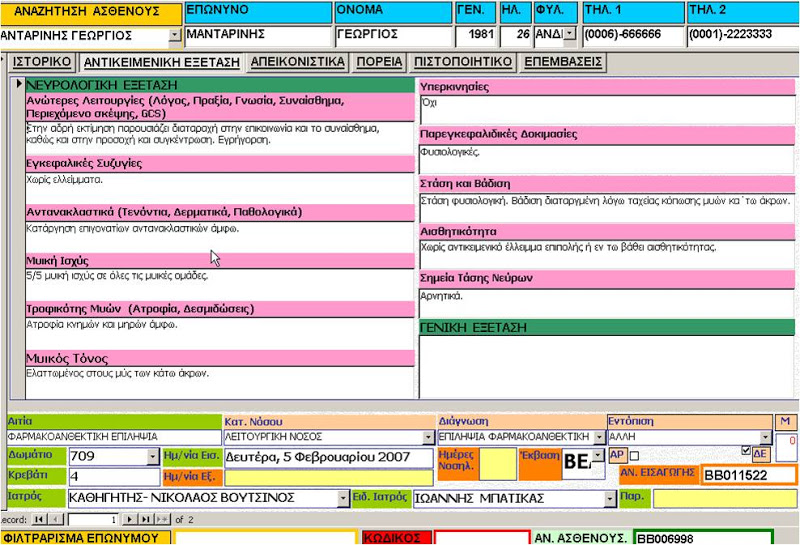 ΑΝΑΖΗΤΗΣΗ ΑΣΘΕΝΟΥΣ ΕΠΩΝΥΜΟ ΟΝΟΜΑ ΓΕΝ. ΗΛ. ΦΥΛ. ΤΗΛ. 1 ΤΗΛ. 2
ΑΝΤΑΡΙΝΗΣ ΓΕΩΡΓΙΟΣ ΜΑΝΤΑΡΙΝΗΣ ΓΕΩΡΓΙΟΣ 1981 26 ΑΝΔΙ (0006)-666666 (0001)-2223333
ΙΣΤΟΡΙΚΟ ΑΝΤΙΚΕΙΜΕΝΙΚΗ ΕΞΕΤΑΣΗ ΑΠΕΙΚΟΝΙΣΤΙΚΑ ΠΟΡΕΙΑ ΠΙΣΤΟΠΟΙΗΤΙΚΟ ΕΠΕΜΒΑΣΕΙΣ
ΝΕΥΡΟΛΟΓΙΚΗ ΕΞΕΤΑΣΗ
Ανώτερες Λειτουργίες (Λόγος, Πραξία, Γνωσία, Συναίσθημα,
Περιεχόμενο σκέψης, GCS)
Στην αδρή εκτίμηση παρουσιάζει διαταραχή στην επικοινωνία και το συναίσθημα,
καθώς και στην προσοχή και συγκέντρωση. Εγρήγορση.
Εγκεφαλικές Συζυγίες
Χωρίς ελλείμματα.
Αντανακλαστικά (Τενόντια, Δερματικά, Παθολογικά)
Κατάργηση επιγονατίων αντανακλαστικών άμφω.
Μυική Ισχύς
5/5 μυική ισχύς σε όλες τις μυικές ομάδες.
Τροφικότης Μυών (Ατροφία, Δεσμιδώσεις)
Ατροφία κνημών και μηρών άμφω.
Μυικός Τόνος
Ελαττωμένος στους μύς των κάτω άκρων.
Υπερκινησίες
Όχι
Παρεγκεφαλιδικές Δοκιμασίες
Φυσιολογικές.
Στάση και Βάδιση
Στάση φυσιολογική. Βάδιση διαταργμένη λόγω ταχείας κόπωσης μυών κα΄τω άκρων.
Αισθητικότητα
Χωρίς αντικειμενικό έλλειμμα επιπολής ή εν τω βάθει αισθητικότητας.
Σημεία Τάσης Νεύρων
Αρνητικά.
ΓΕΝΙΚΗ ΕΞΕΤΑΣΗ
Αιτία Κατ. Νόσου Διάγνωση Εντόπιση Μ
ΦΑΡΜΑΚΟΑΝΘΕΚΤΙΚΗ ΕΠΙΛΗΨΙΑ ΛΕΙΤΟΥΡΓΙΚΗ ΝΟΣΟΣ ΕΠΙΛΗΨΙΑ ΦΑΡΜΑΚΟΑΝΘΕΚΤΙΚΗ ΑΛΛΗ 0
Δωμάτιο 709 Ημ/νία Εισ. Δευτέρα, 5 Φεβρουαρίου 2007 Ημέρες Νοσηλ. Έκβαση ΒΕΛ ΑΡ ΔΕ
Κρεβάτι 4 Ημ/νία Εξ. ΑΝ. ΕΙΣΑΓΩΓΗΣ BB011522
Ιατρός ΚΑΘΗΓΗΤΗΣ- ΝΙΚΟΛΑΟΣ ΒΟΥΤΣΙΝΟΣ Ειδ. Ιατρός ΙΩΑΝΝΗΣ ΜΠΑΤΙΚΑΣ Παρ.
ecord: 1 of 2
ΦΙΛΤΡΑΡΙΣΜΑ ΕΠΩΝΥΜΟΥ ΚΩΔΙΚΟΣ ΑΝ. ΑΣΘΕΝΟΥΣ. BB006998